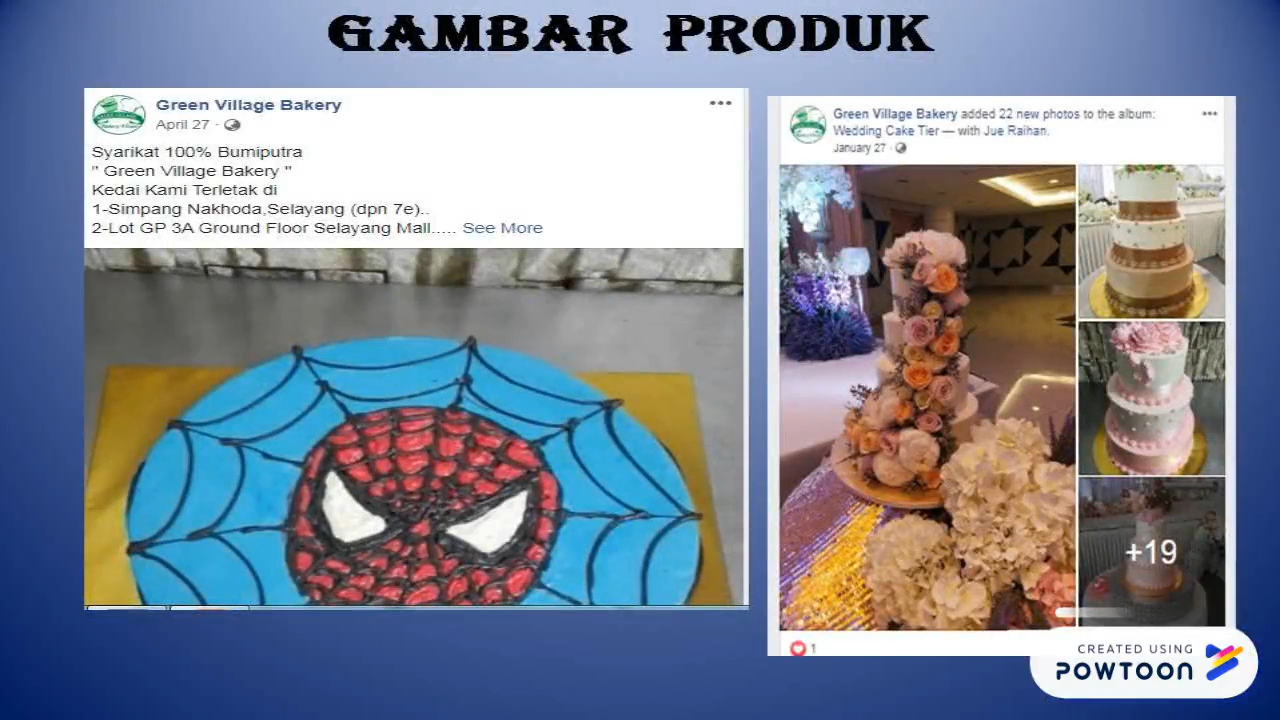 GAMBAR PRODUK
Green Village Bakery
April 27 ·
Syarikat 100% Bumiputra
" Green Village Bakery "
Kedai Kami Terletak di
1-Simpang Nakhoda,Selayang (dpn 7e)..
2-Lot GP 3A Ground Floor Selayang Mall..... See More
Green Village Bakery added 22 new photos to the album:
Wedding Cake Tier — with Jue Raihan.
January 27 ·
+19
1
CREATED USING
POWTOON